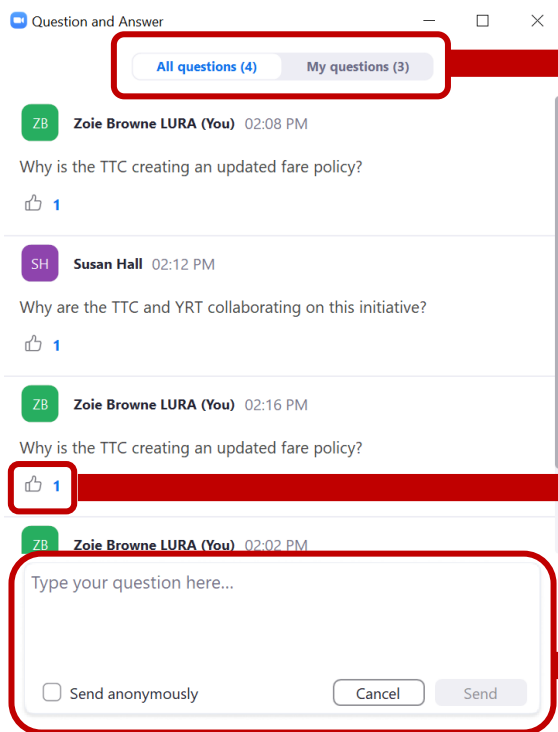 Question and Answer
All questions (4) My questions (3)
ZB Zoie Browne LURA (You) 02:08 PM
Why is the TTC creating an updated fare policy?
1
SH Susan Hall 02:12 PM
Why are the TTC and YRT collaborating on this initiative?
1
ZB Zoie Browne LURA (You) 02:16 PM
Why is the TTC creating an updated fare policy?
1
ZB Zoie Browne LURA (You) 02:02 PM
Type your question here...
Send anonymously Cancel Send